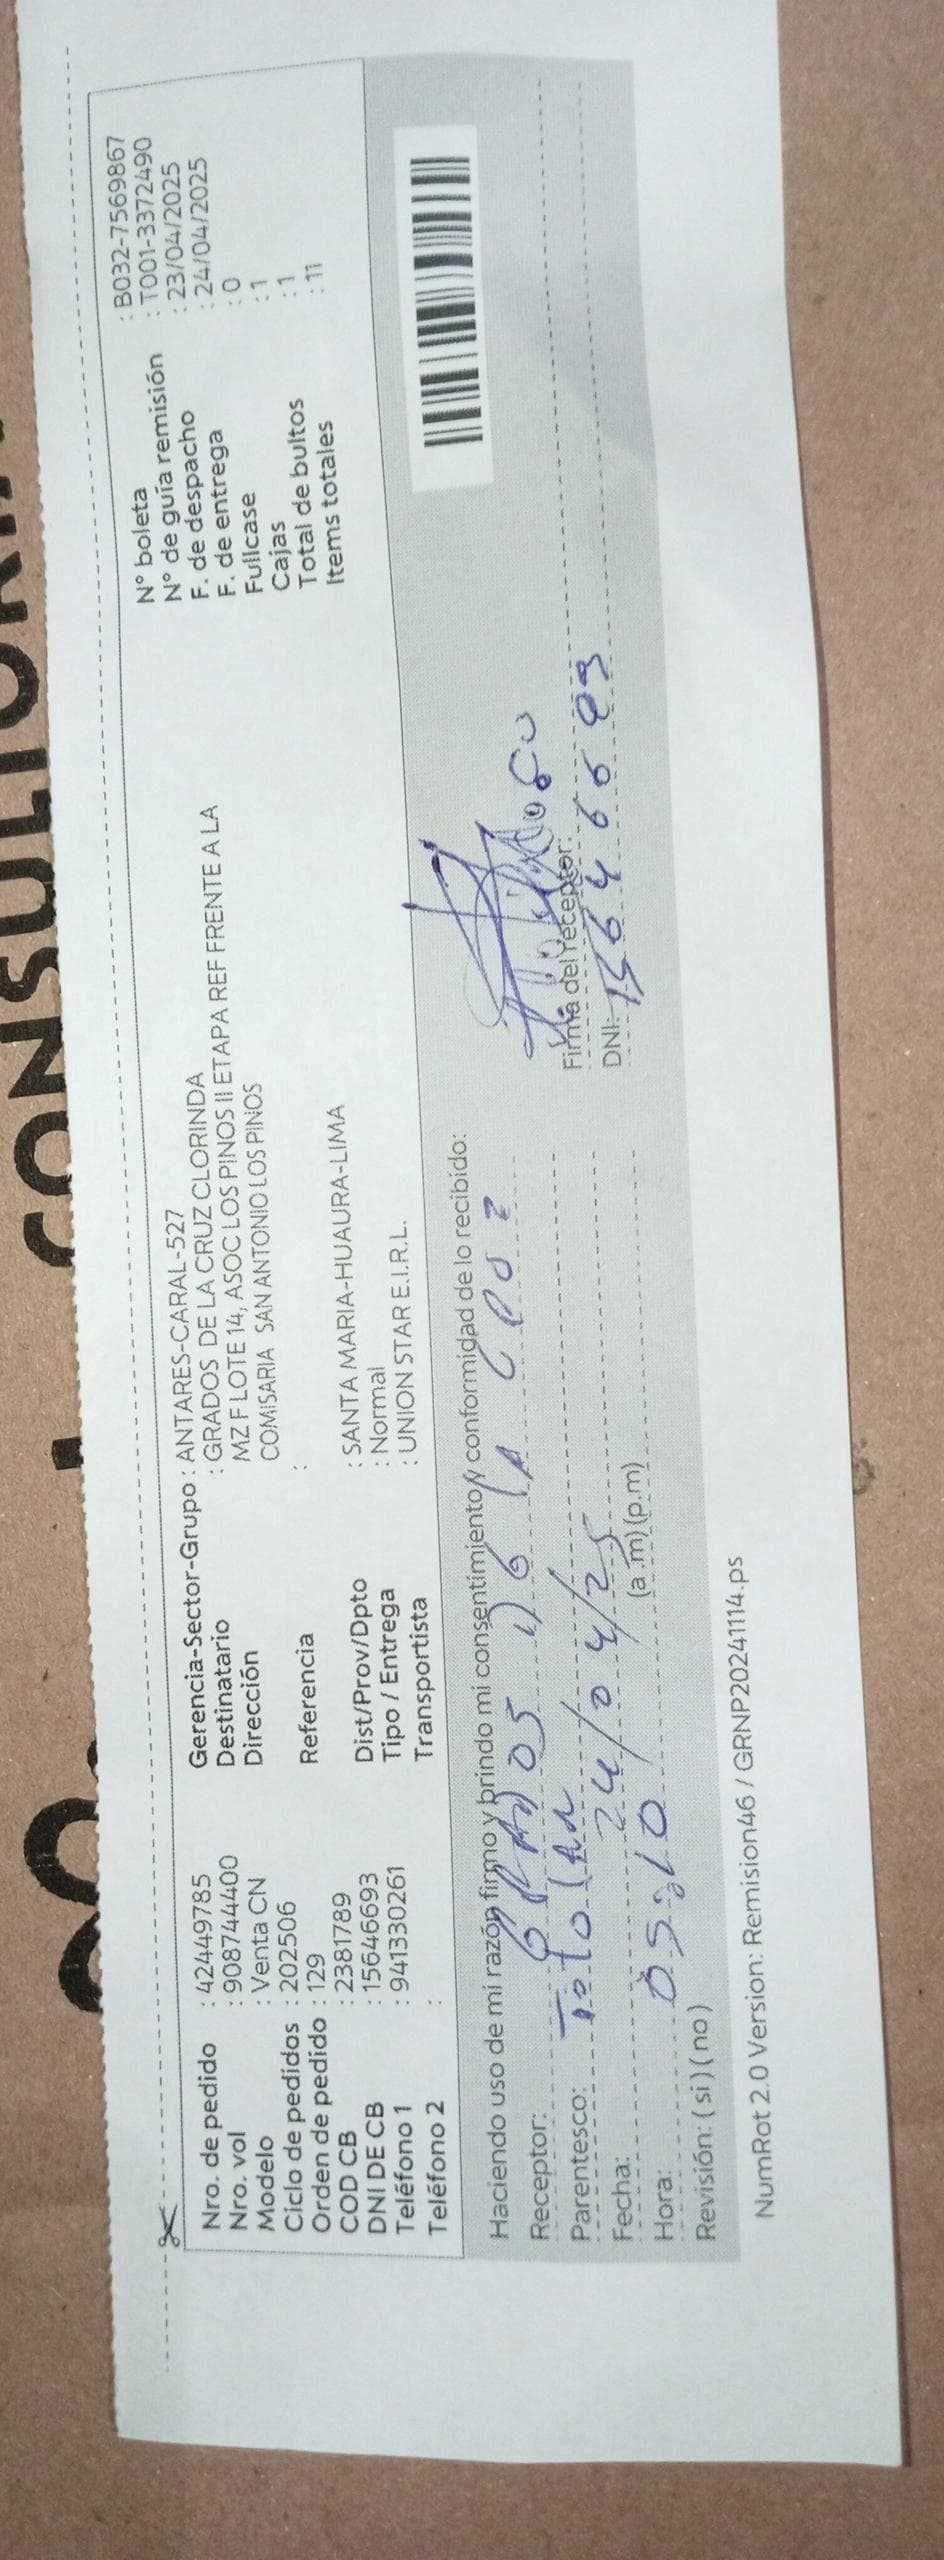 CONSULTORA
Nro. de pedido : 42449785
Nro. vol : 908744400
Modelo : Venta CN
Ciclo de pedidos : 202506
Orden de pedido : 129
COD CB : 2381789
DNI DE CB : 15646693
Teléfono 1 : 941330261
Teléfono 2 :
Gerencia-Sector-Grupo : ANTARES-CARAL-527
Destinatario : GRADOS DE LA CRUZ CLORINDA
Dirección : MZ F LOTE 14, ASOC LOS PINOS II ETAPA REF FRENTE A LA
COMISARIA SAN ANTONIO LOS PINOS
Referencia :
Dist/Prov/Dpto : SANTA MARIA-HUAURA-LIMA
Tipo / Entrega : Normal
Transportista : UNION STAR E.I.R.L.
N° boleta : B032-7569867
N° de guía remisión : T001-3372490
F. de despacho : 23/04/2025
F. de entrega : 24/04/2025
Fullcase : 0
Cajas : 1
Total de bultos : 1
Items totales : 11
Haciendo uso de mi razón firmo y brindo mi consentimiento y conformidad de lo recibido:
Receptor: GRADOS
Parentesco: Titular
Fecha: 24/04/25
Hora: 05:10 (a.m) (p.m)
Revisión: ( si ) ( no )
Firma del receptor:
DNI: 15646693
NumRot 2.0 Version: Remision46 / GRNP20241114.ps